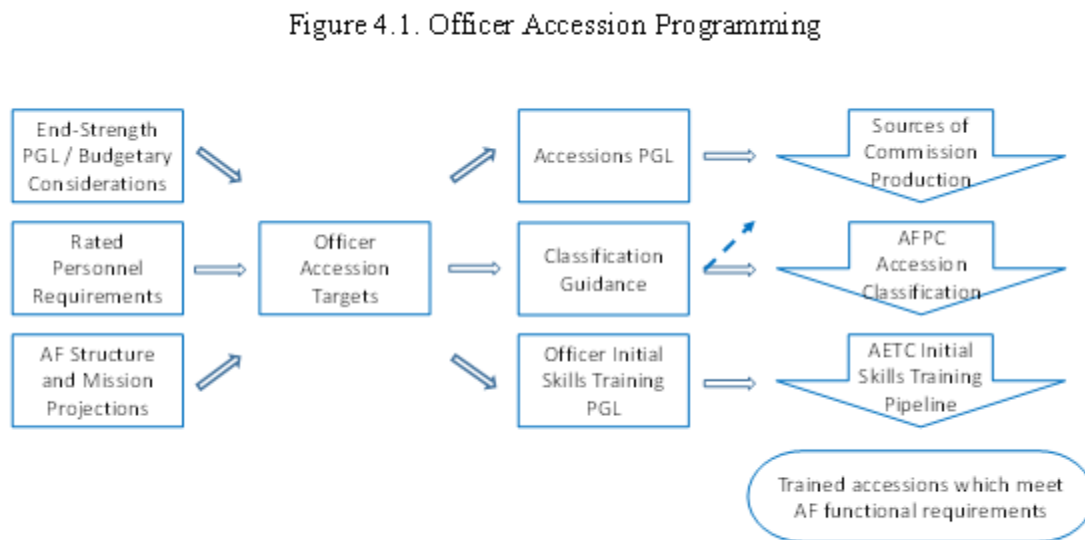 Figure 4.1. Officer Accession Programming
End-Strength
PGL / Budgetary
Considerations
Accessions PGL
Sources of
Commission
Production
Rated
Personnel
Requirements
Officer
Accession
Targets
Classification
Guidance
AFPC
Accession
Classification
AF Structure
and Mission
Projections
Officer Initial
Skills Training
PGL
AETC Initial
Skills Training
Pipeline
Trained accessions which meet
AF functional requirements